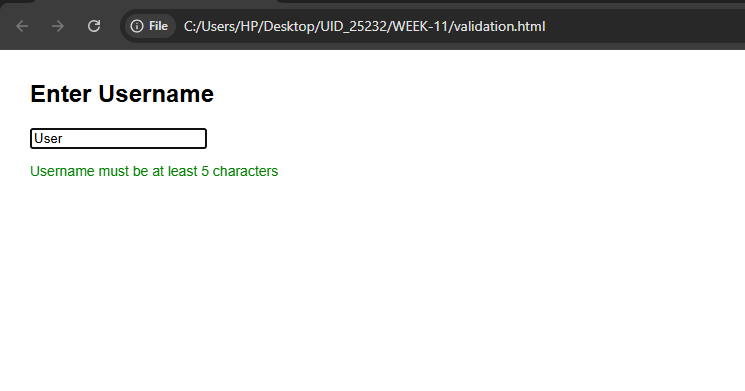 File C:/Users/HP/Desktop/UID_25232/WEEK-11/validation.html
Enter Username
User
Username must be at least 5 characters